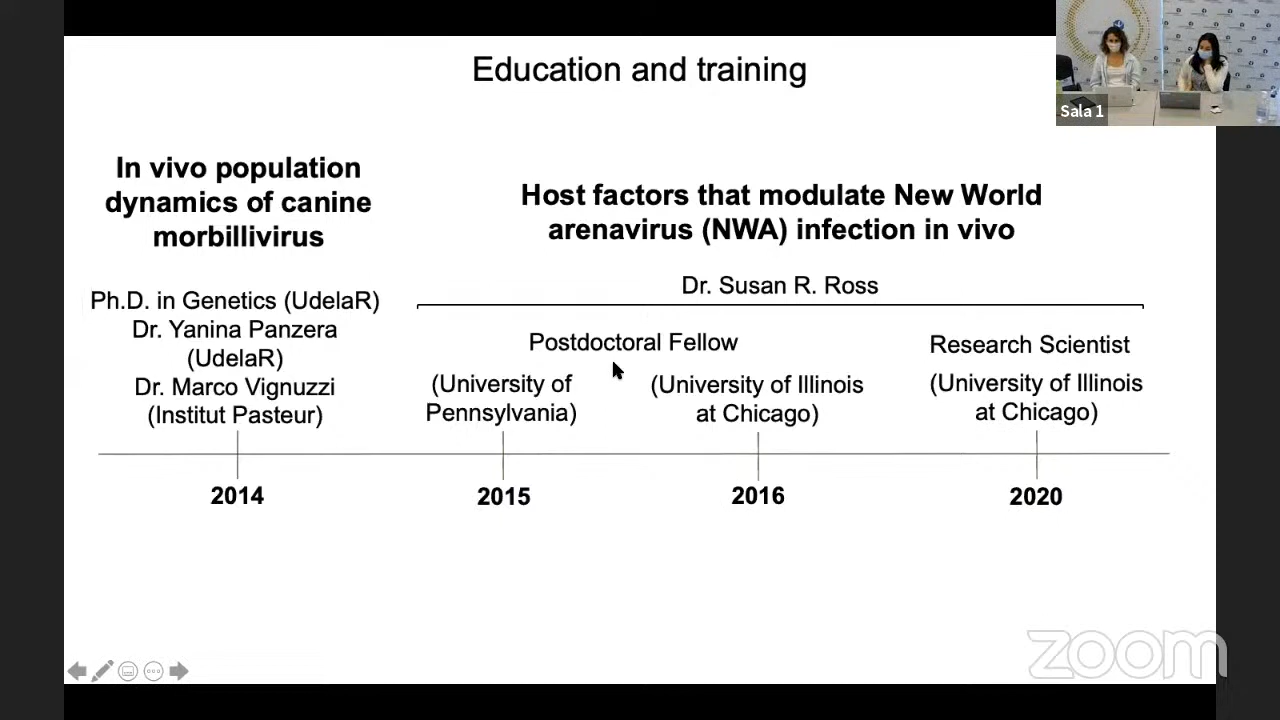 Education and training
Sala 1
In vivo population
dynamics of canine
morbillivirus
Host factors that modulate New World
arenavirus (NWA) infection in vivo
Ph.D. in Genetics (UdelaR)
Dr. Yanina Panzera
(UdelaR)
Dr. Marco Vignuzzi
(Institut Pasteur)
Dr. Susan R. Ross
Postdoctoral Fellow
Research Scientist
(University of
Pennsylvania)
(University of Illinois
at Chicago)
(University of Illinois
at Chicago)
2014
2015
2016
2020
zoom